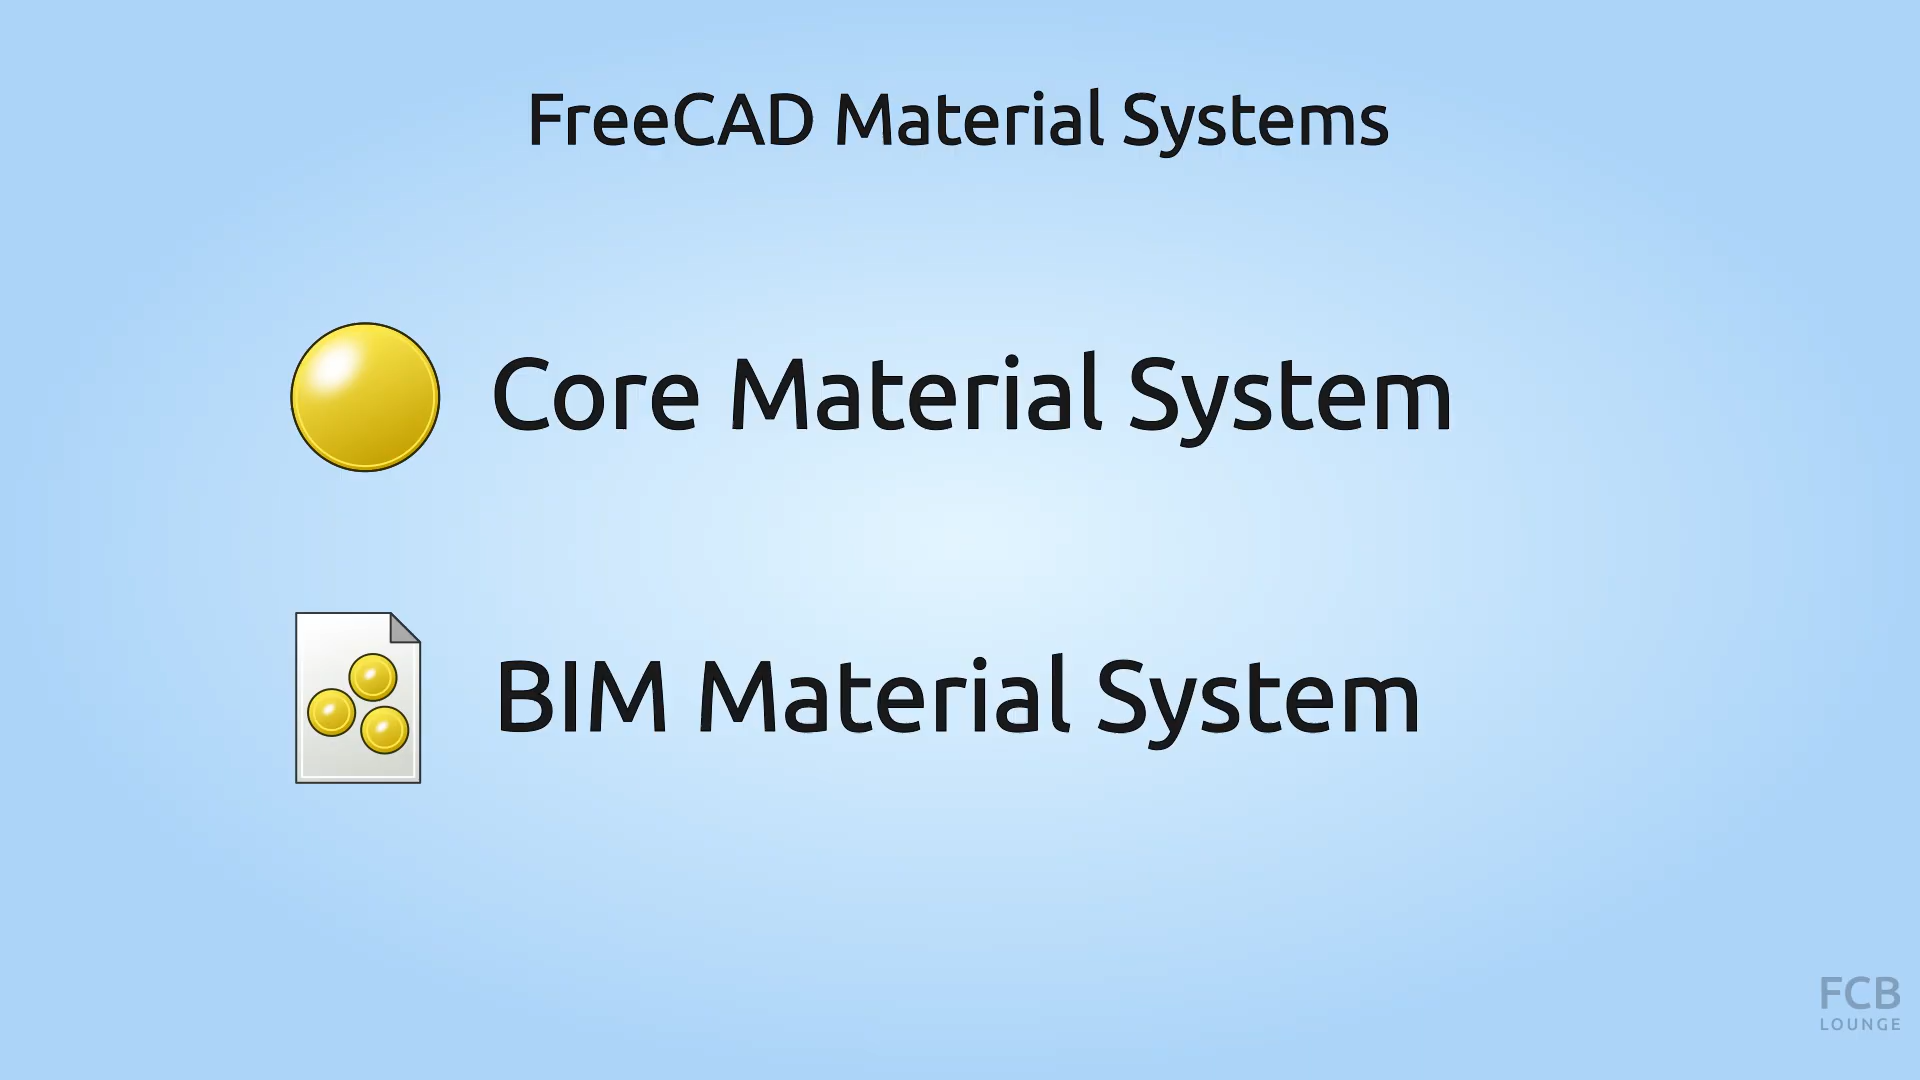 FreeCAD Material Systems
Core Material System
BIM Material System
FCB
LOUNGE